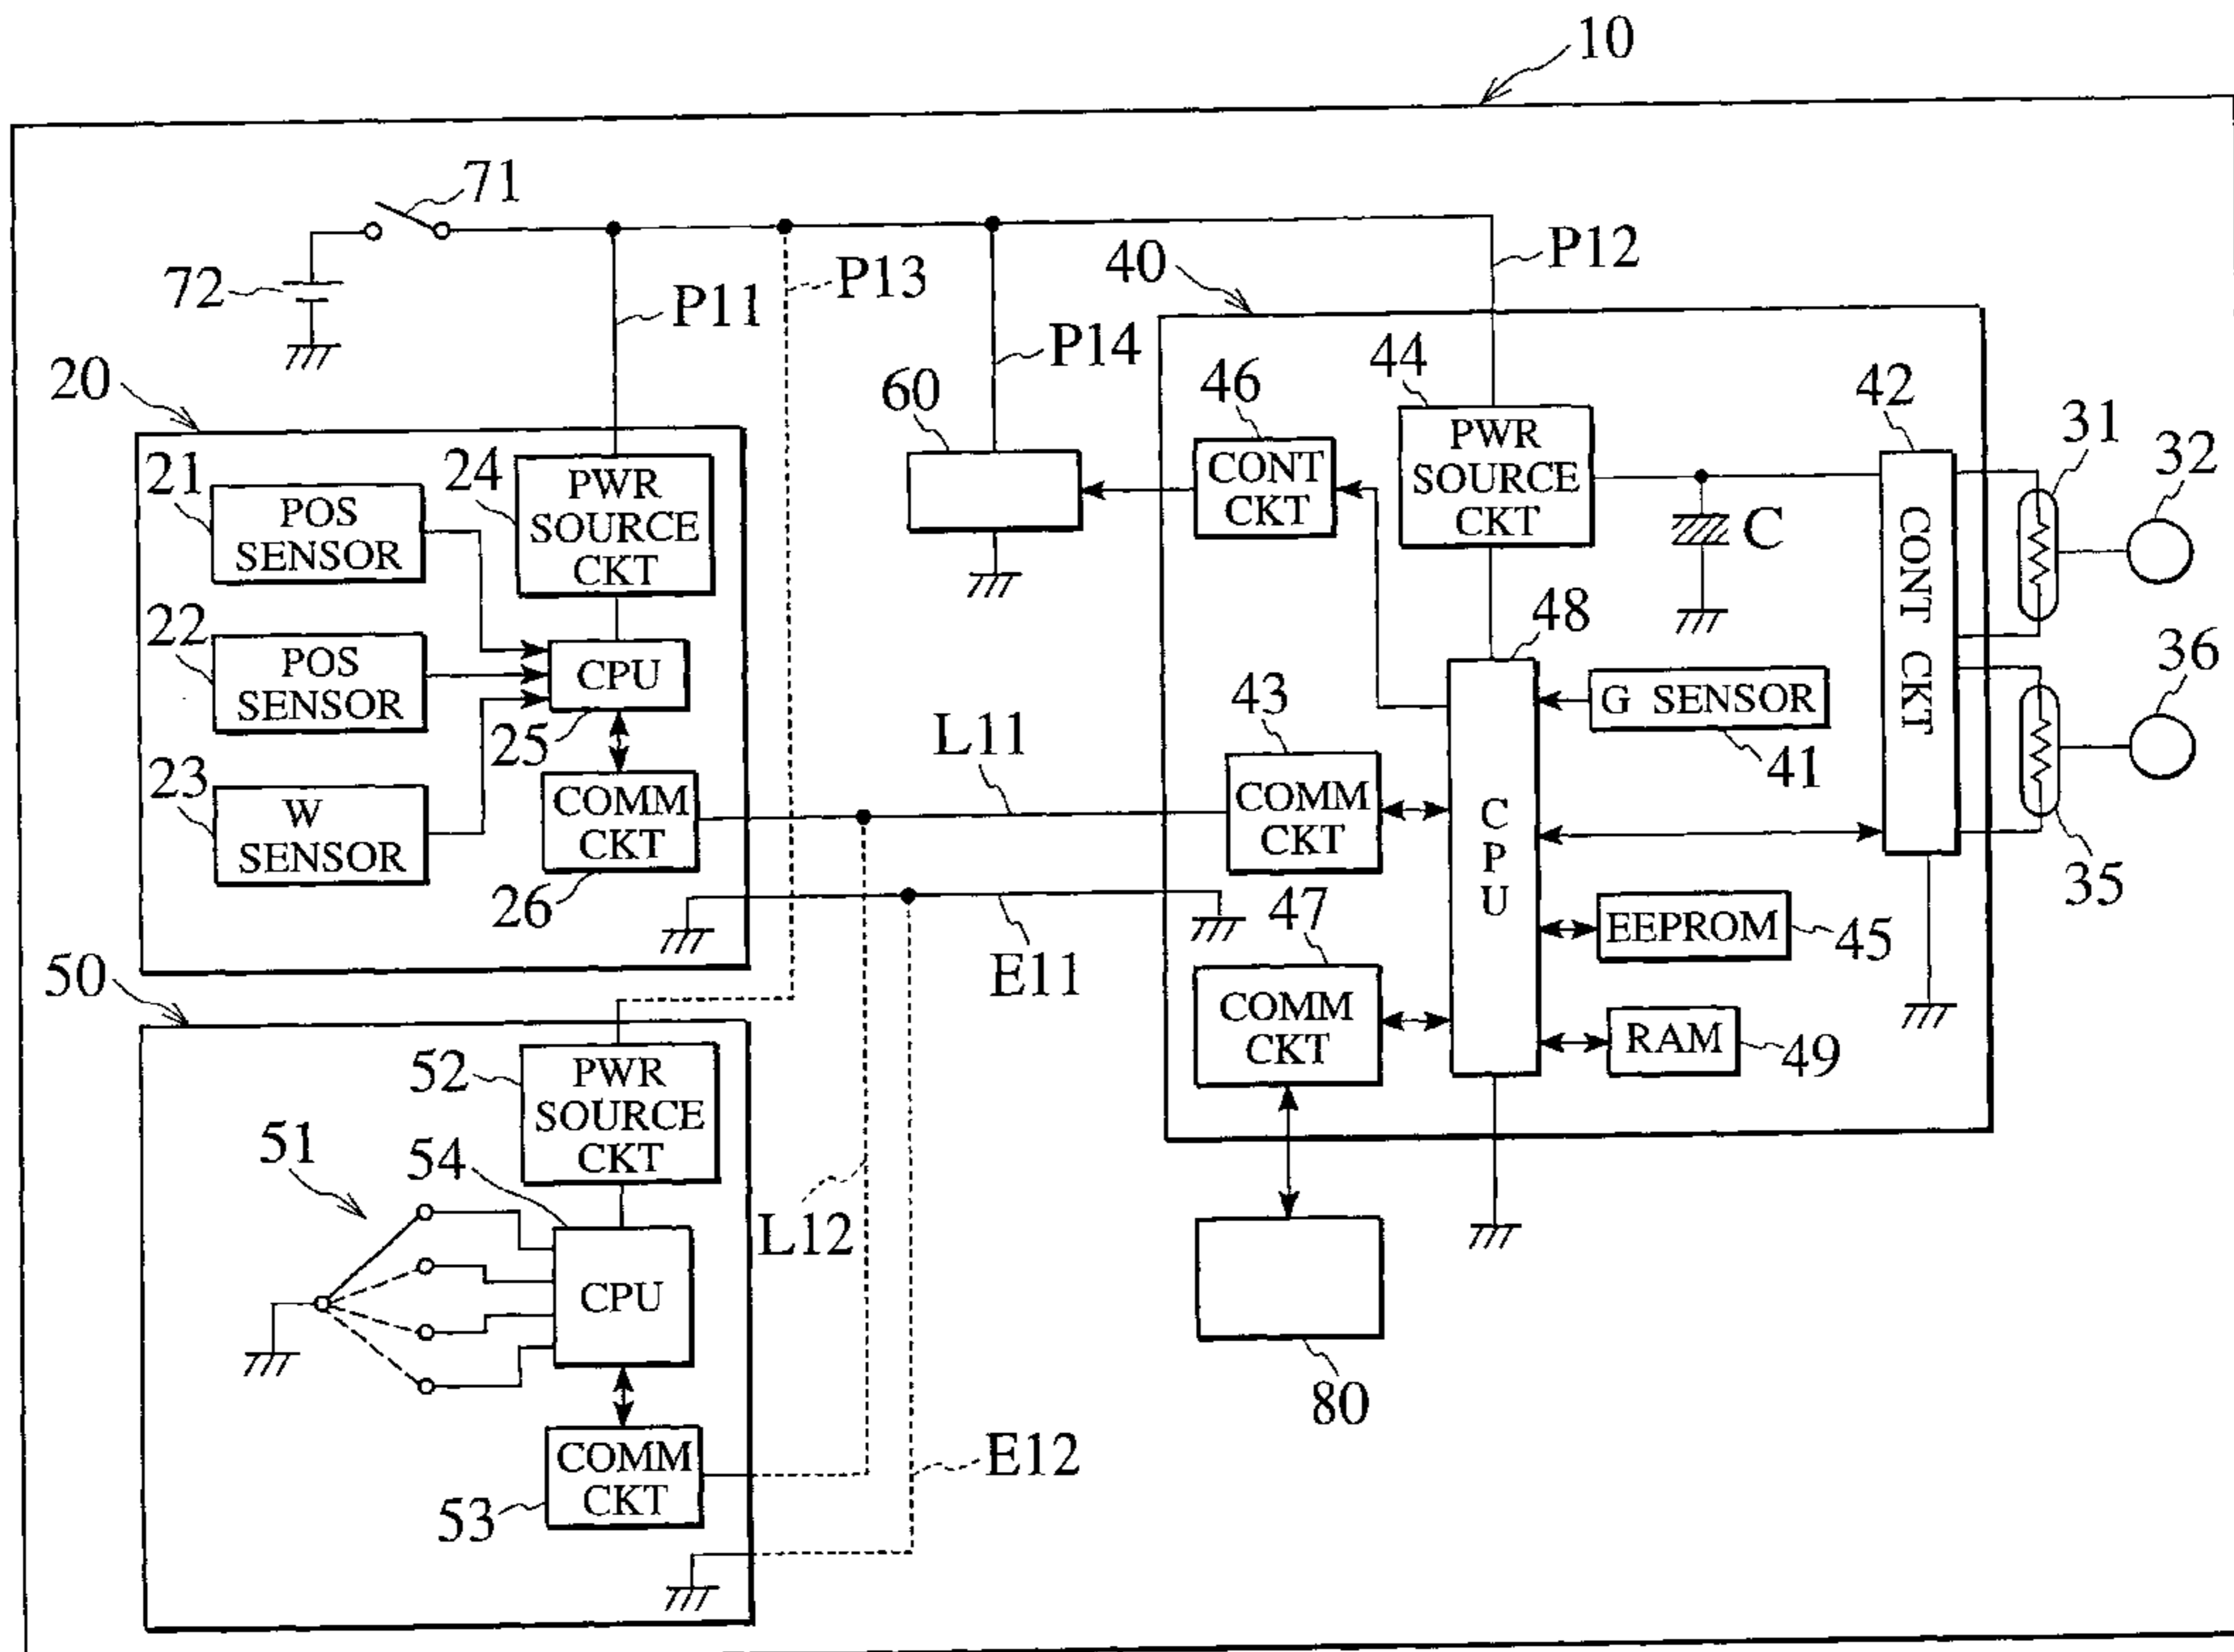 10
71
72
P11
P13
P14
P12
40
20
60
46
44
42
31
32
21
POS
SENSOR
24
PWR
SOURCE
CKT
CONT
CKT
PWR
SOURCE
CKT
C
CONT CKT
22
POS
SENSOR
CPU
25
48
36
43
G SENSOR
41
L11
23
W
SENSOR
COMM
CKT
26
COMM
CKT
CPU
35
47
E11
EEPROM
45
50
COMM
CKT
RAM
49
52
PWR
SOURCE
CKT
51
54
L12
CPU
80
COMM
CKT
53
E12